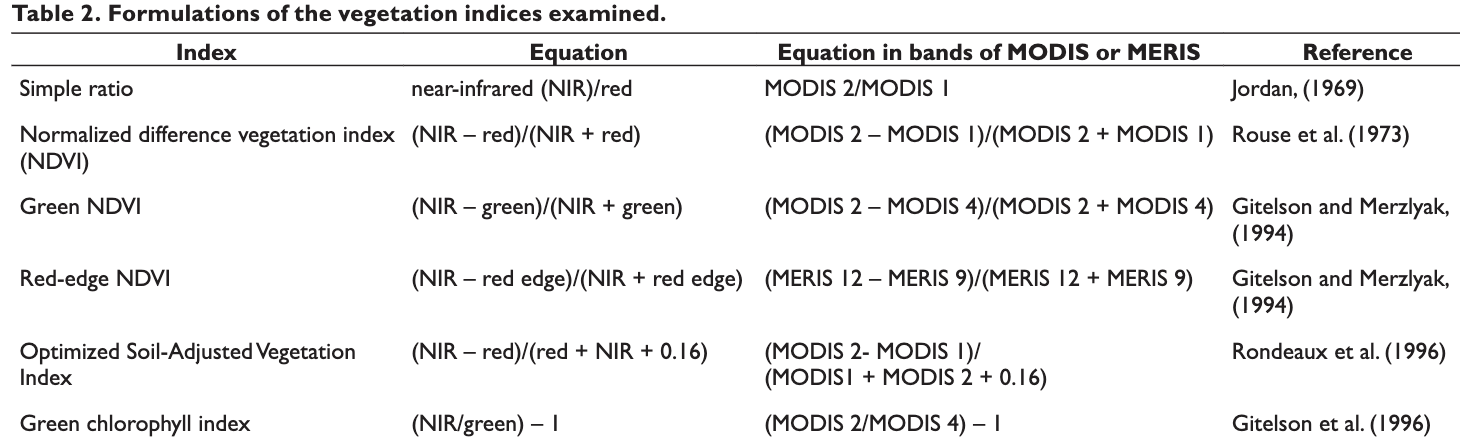 Table 2. Formulations of the vegetation indices examined.
Index Equation Equation in bands of MODIS or MERIS Reference
Simple ratio near-infrared (NIR)/red MODIS 2/MODIS 1 Jordan, (1969)
Normalized difference vegetation index (NIR – red)/(NIR + red) (MODIS 2 – MODIS 1)/(MODIS 2 + MODIS 1) Rouse et al. (1973)
(NDVI)
Green NDVI (NIR – green)/(NIR + green) (MODIS 2 – MODIS 4)/(MODIS 2 + MODIS 4) Gitelson and Merzlyak,
(1994)
Red-edge NDVI (NIR – red edge)/(NIR + red edge) (MERIS 12 – MERIS 9)/(MERIS 12 + MERIS 9) Gitelson and Merzlyak,
(1994)
Optimized Soil-Adjusted Vegetation (NIR – red)/(red + NIR + 0.16) (MODIS 2- MODIS 1)/ Rondeaux et al. (1996)
Index (MODIS1 + MODIS 2 + 0.16)
Green chlorophyll index (NIR/green) – 1 (MODIS 2/MODIS 4) – 1 Gitelson et al. (1996)